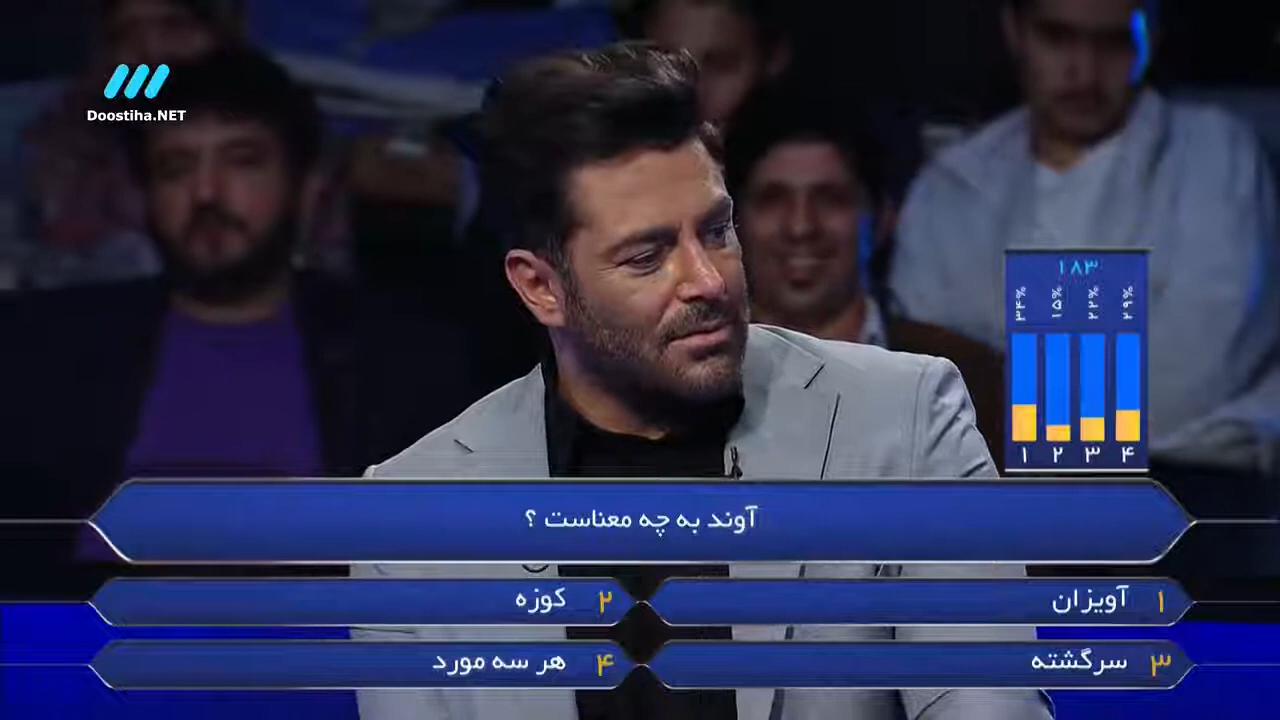 Doostiha.NET
۱۸۳
۳۴% ۱۵% ۲۲% ۲۹%
۱ ۲ ۳ ۴
آوند به چه معناست ؟
۱ آویزان
۲ کوزه
۳ سرگشته
۴ هر سه مورد